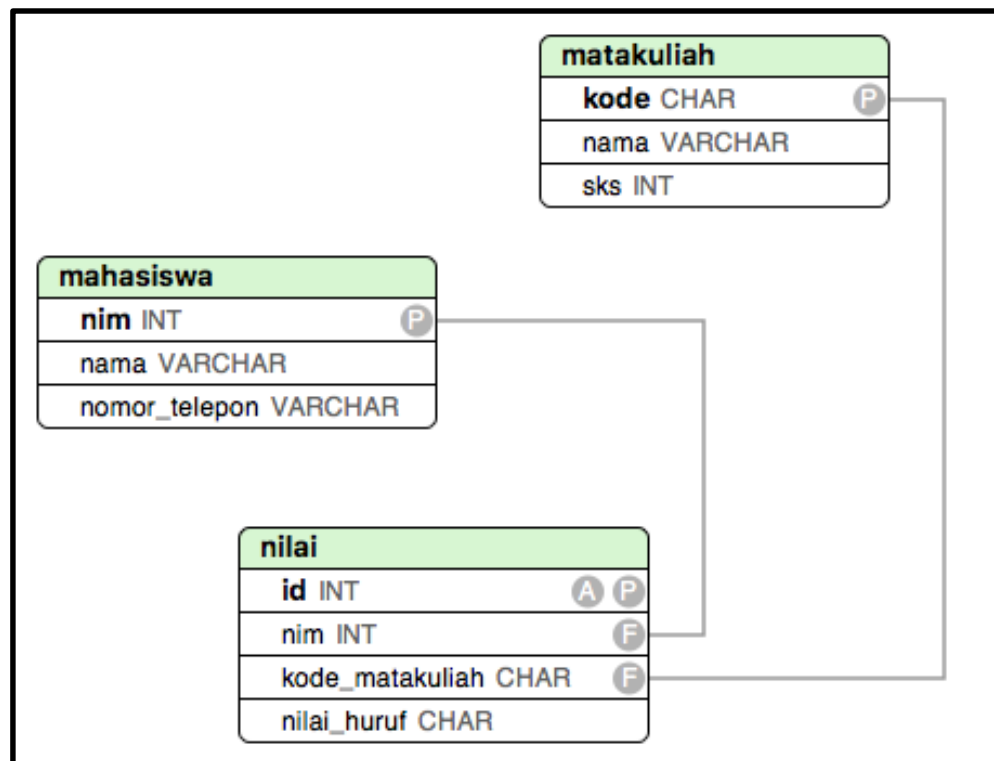 matakuliah
kode CHAR P
nama VARCHAR
sks INT
mahasiswa
nim INT P
nama VARCHAR
nomor_telepon VARCHAR
nilai
id INT A P
nim INT F
kode_matakuliah CHAR F
nilai_huruf CHAR